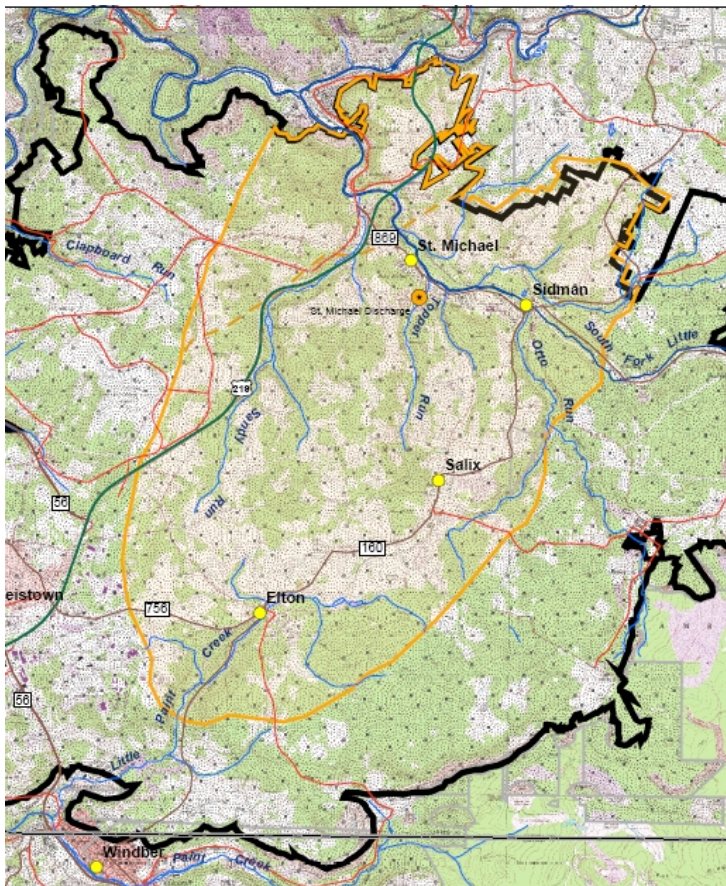 869
St. Michael
Clapboard
Run
Sidman
St. Michael Discharge
Topper
Run
South
Fork
Little
Otto
Run
219
Sandy
Run
Salix
56
160
eistown
756
Elton
Creek
Paint
56
Little
Windber
Paint
Creek